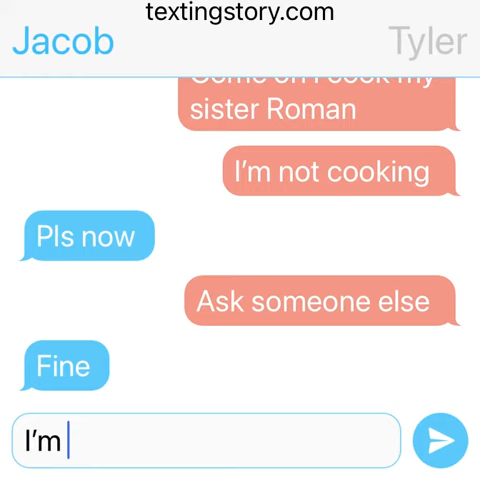 textingstory.com
Jacob
Tyler
sister Roman
I'm not cooking
Pls now
Ask someone else
Fine
I'm